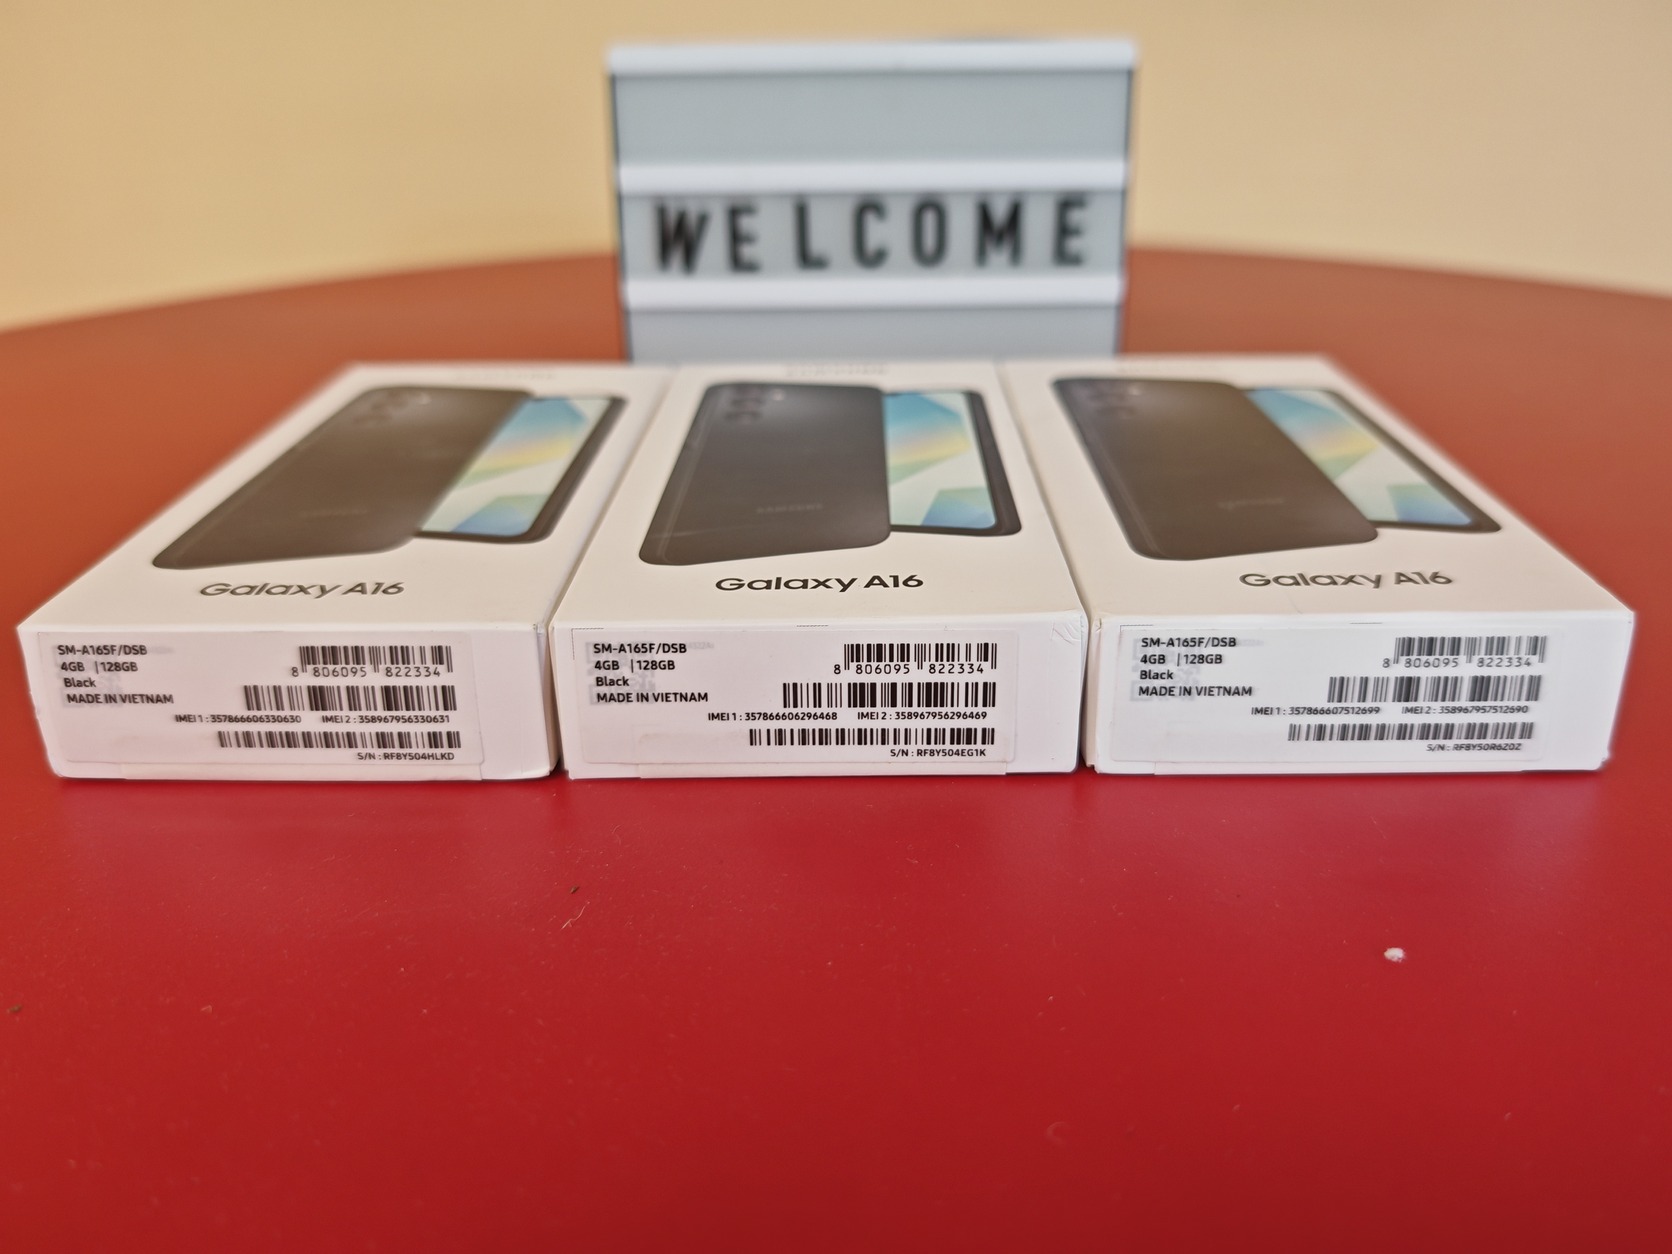 WELCOME
Galaxy A16
SM-A165F/DSB
4GB | 128GB
Black
MADE IN VIETNAM
8 806095 822334
IMEI 1 : 357866606330630 IMEI 2 : 358967956330631
S/N : RF8Y504HLKD
SAMSUNG
Galaxy A16
SM-A165F/DSB
4GB | 128GB
Black
MADE IN VIETNAM
8 806095 822334
IMEI 1 : 357866606296468 IMEI 2 : 358967956296469
S/N : RF8Y504EG1K
Galaxy A16
SM-A165F/DSB
4GB | 128GB
Black
MADE IN VIETNAM
8 806095 822334
IMEI 1 : 357866607512699 IMEI 2 : 358967957512690
S/N : RF8Y50R620Z